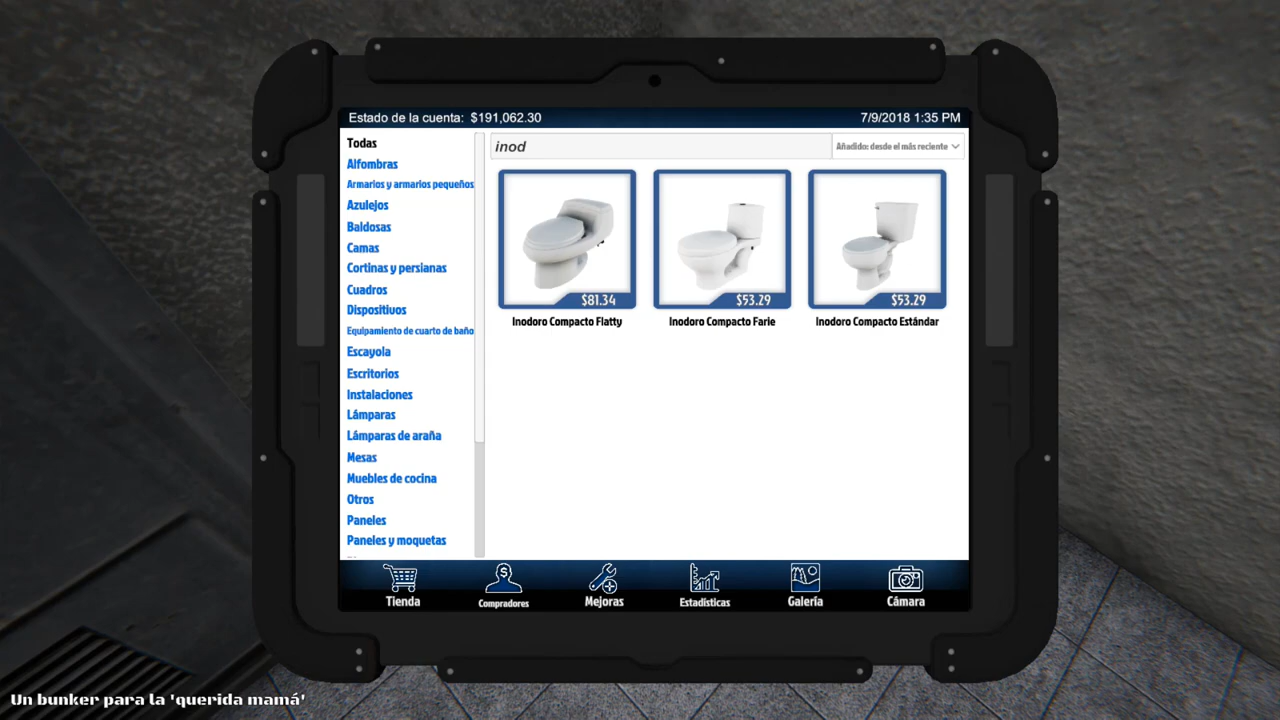 Estado de la cuenta: $191,062.30
7/9/2018 1:35 PM
Todas
Alfombras
Armarios y armarios pequeños
Azulejos
Baldosas
Camas
Cortinas y persianas
Cuadros
Dispositivos
Equipamiento de cuarto de baño
Escayola
Escritorios
Instalaciones
Lámparas
Lámparas de araña
Mesas
Muebles de cocina
Otros
Paneles
Paneles y moquetas
inod
Añadido: desde el más reciente
$81.34
$53.29
$53.29
Inodoro Compacto Flatty
Inodoro Compacto Farie
Inodoro Compacto Estándar
Tienda
Compradores
Mejoras
Estadísticas
Galería
Cámara
Un bunker para la 'querida mamá'